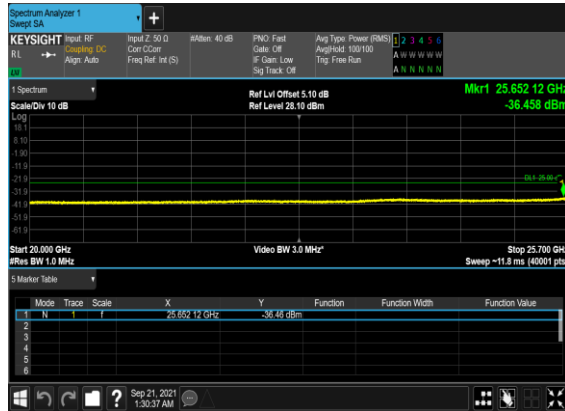 Spectrum Analyzer 1
Swept SA
+
KEYSIGHT Input: RF Input Z: 50 Ω #Atten: 40 dB PNO: Fast Avg Type: Power (RMS) 1 2 3 4 5 6
RL Coupling: DC Corr CCorr Gate: Off Avg|Hold: 100/100 A W W W W W
Align: Auto Freq Ref: Int (S) IF Gain: Low Trig: Free Run
Sig Track: Off A N N N N N
LW
1 Spectrum Ref Lvl Offset 5.10 dB Mkr1 25.652 12 GHz
Scale/Div 10 dB Ref Level 28.10 dBm -36.458 dBm
Log
18.1
8.10
-1.90
-11.9
-21.9
DL1 -25.00
-31.9
-41.9
-51.9
-61.9
Start 20.000 GHz Video BW 3.0 MHz* Stop 25.700 GHz
#Res BW 1.0 MHz Sweep ~11.8 ms (40001 pts)
5 Marker Table
Mode Trace Scale X Y Function Function Width Function Value
1 N 1 f 25.652 12 GHz -36.46 dBm
2
3
4
5
6
? Sep 21, 2021
1:30:37 AM